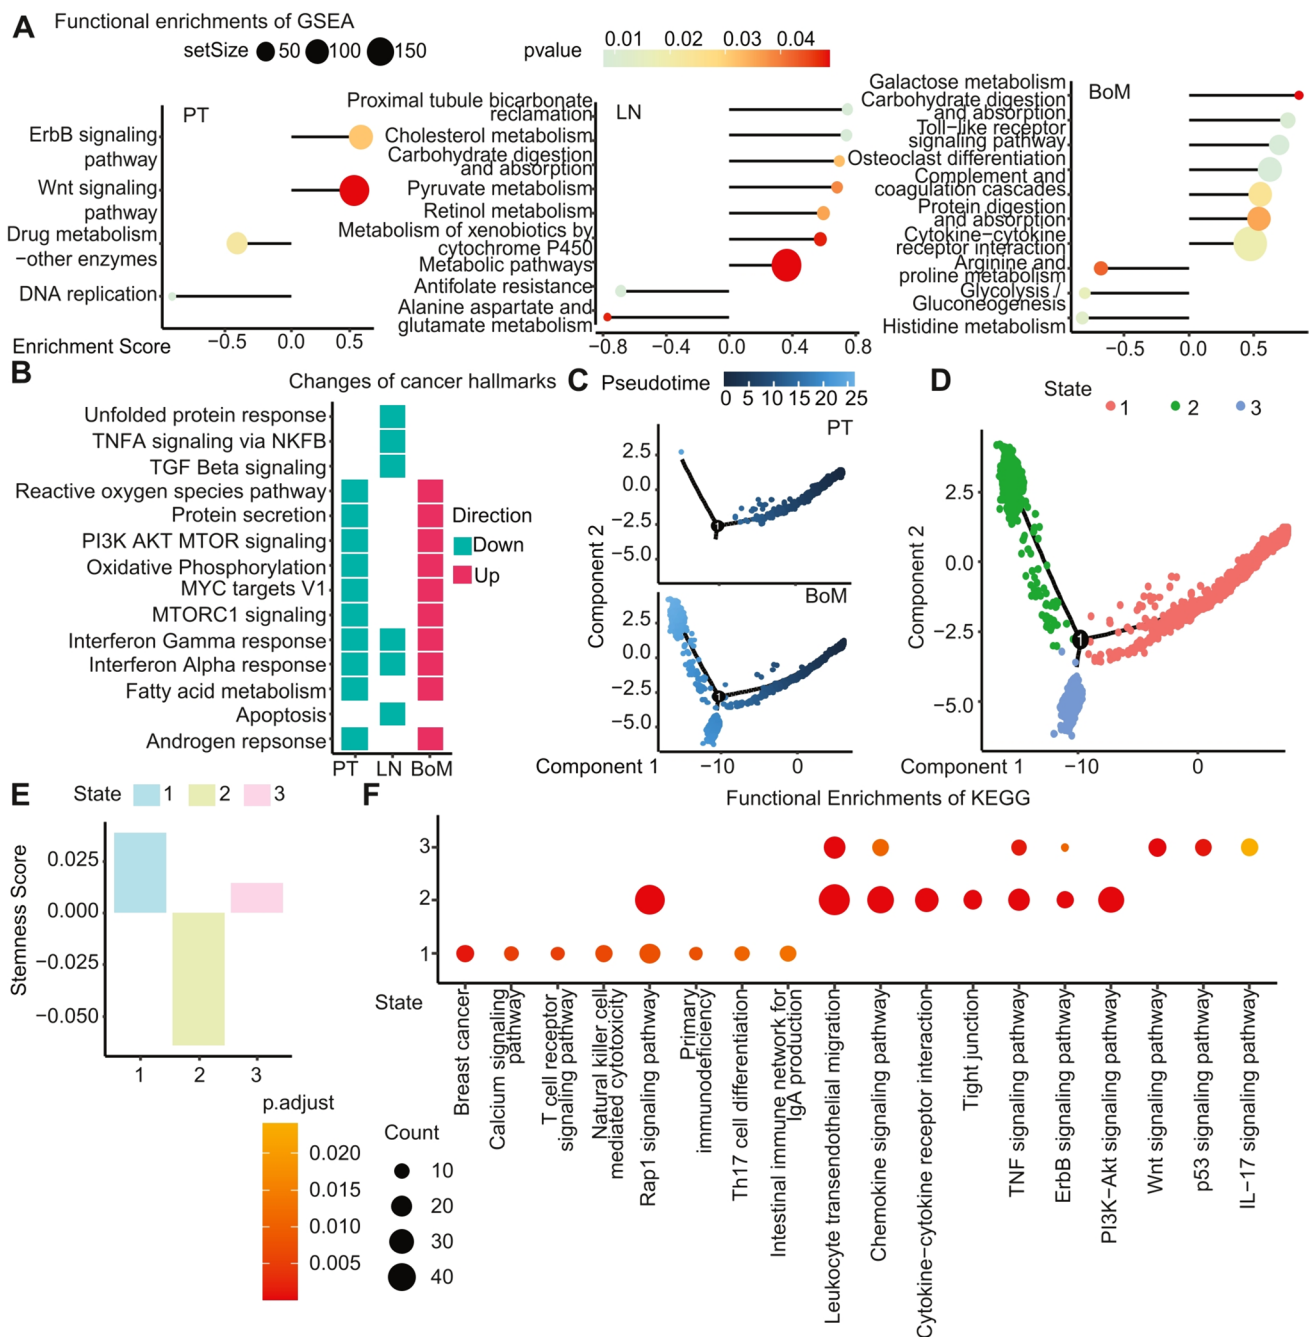 A
Functional enrichments of GSEA
setSize 50 100 150
pvalue
0.01 0.02 0.03 0.04
PT
ErbB signaling
pathway
Wnt signaling
pathway
Drug metabolism
−other enzymes
DNA replication
Enrichment Score
−0.5 0.0 0.5
LN
Proximal tubule bicarbonate
reclamation
Cholesterol metabolism
Carbohydrate digestion
and absorption
Pyruvate metabolism
Retinol metabolism
Metabolism of xenobiotics by
cytochrome P450
Metabolic pathways
Antifolate resistance
Alanine aspartate and
glutamate metabolism
−0.8 −0.4 0.0 0.4 0.8
BoM
Galactose metabolism
Carbohydrate digestion
and absorption
Toll−like receptor
signaling pathway
Osteoclast differentiation
Complement and
coagulation cascades
Protein digestion
and absorption
Cytokine−cytokine
receptor interaction
Arginine and
proline metabolism
Glycolysis /
Gluconeogenesis
Histidine metabolism
−0.5 0.0 0.5
B
Changes of cancer hallmarks
Unfolded protein response
TNFA signaling via NKFB
TGF Beta signaling
Reactive oxygen species pathway
Protein secretion
PI3K AKT MTOR signaling
Oxidative Phosphorylation
MYC targets V1
MTORC1 signaling
Interferon Gamma response
Interferon Alpha response
Fatty acid metabolism
Apoptosis
Androgen repsonse
PT LN BoM
Direction
Down
Up
C
Pseudotime
0 5 10 15 20 25
PT
2.5
0.0
−2.5
−5.0
1
BoM
2.5
0.0
−2.5
−5.0
1
Component 2
Component 1
−10 0
D
State
1 2 3
2.5
0.0
−2.5
−5.0
1
Component 2
Component 1
−10 0
E
State 1 2 3
Stemness Score
0.025
0.000
−0.025
−0.050
1 2 3
F
Functional Enrichments of KEGG
3
2
1
State
Breast cancer
Calcium signaling
pathway
T cell receptor
signaling pathway
Natural killer cell
mediated cytotoxicity
Rap1 signaling pathway
Primary
immunodeficiency
Th17 cell differentiation
Intestinal immune network for
IgA production
Leukocyte transendothelial migration
Chemokine signaling pathway
Cytokine−cytokine receptor interaction
Tight junction
TNF signaling pathway
ErbB signaling pathway
PI3K−Akt signaling pathway
Wnt signaling pathway
p53 signaling pathway
IL−17 signaling pathway
p.adjust
0.020
0.015
0.010
0.005
Count
10
20
30
40